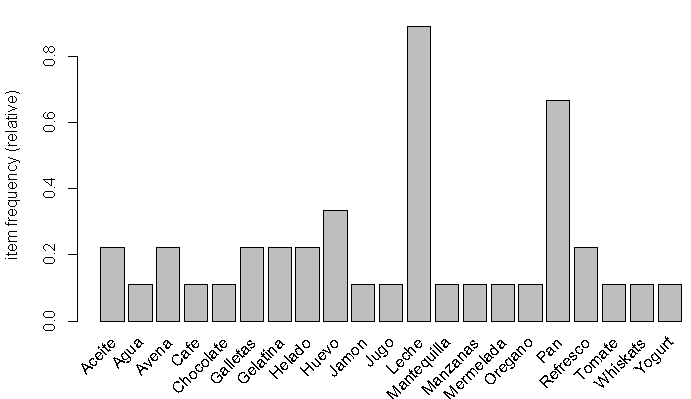 item frequency (relative)
0.8
0.6
0.4
0.2
0.0
Aceite
Agua
Avena
Cafe
Chocolate
Galletas
Gelatina
Helado
Huevo
Jamon
Jugo
Leche
Mantequilla
Manzanas
Mermelada
Oregano
Pan
Refresco
Tomate
Whiskats
Yogurt